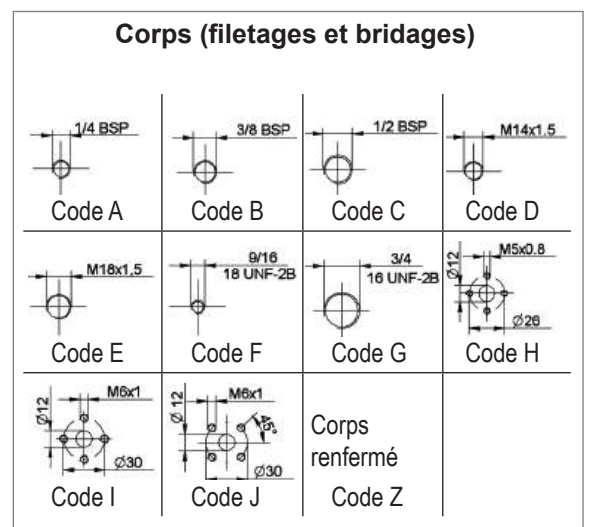 Corps (filetages et bridages)
1/4 BSP
Code A
3/8 BSP
Code B
1/2 BSP
Code C
M14x1.5
Code D
M18x1,5
Code E
9/16
18 UNF-2B
Code F
3/4
16 UNF-2B
Code G
M5x0.8
Ø12
Ø26
Code H
M6x1
Ø12
Ø30
Code I
M6x1
Ø 12
45°
Ø30
Code J
Corps
renfermé
Code Z